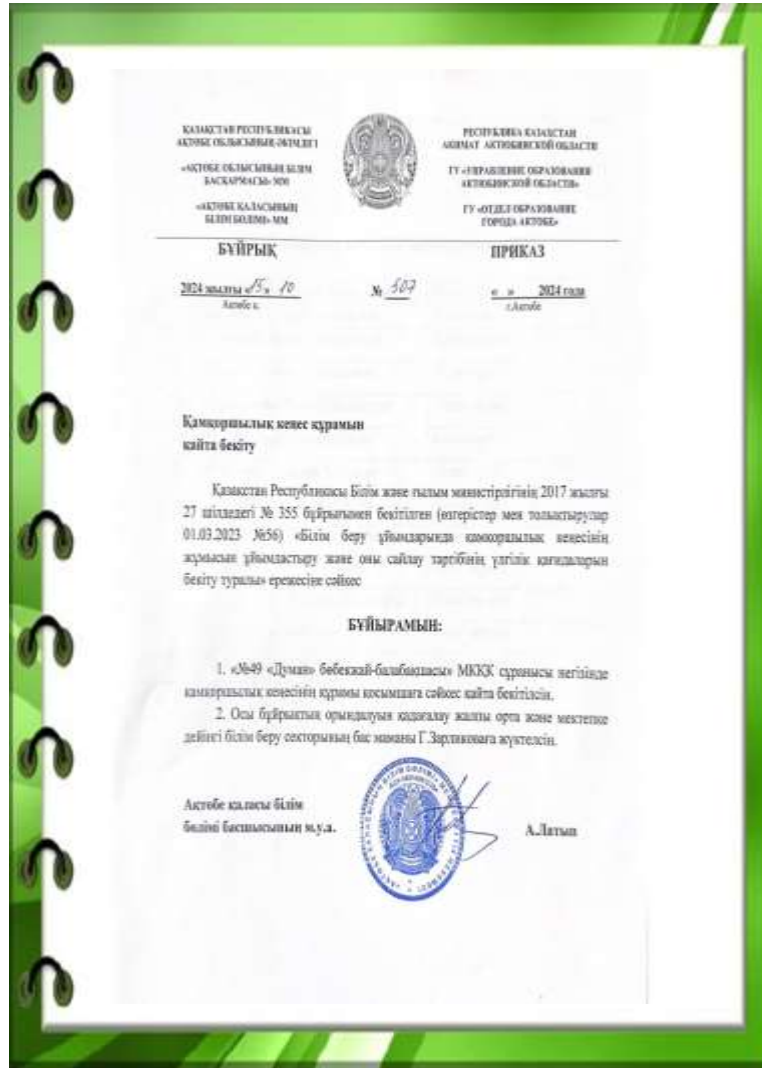 ҚАЗАҚСТАН РЕСПУБЛИКАСЫ
АҚТӨБЕ ОБЛЫСЫНЫҢ ӘКІМДІГІ
«АҚТӨБЕ ОБЛЫСЫНЫҢ БІЛІМ
БАСҚАРМАСЫ» ММ
«АҚТӨБЕ ҚАЛАСЫНЫҢ
БІЛІМ БӨЛІМІ» ММ
РЕСПУБЛИКА КАЗАХСТАН
АКИМАТ АКТЮБИНСКОЙ ОБЛАСТИ
ГУ «УПРАВЛЕНИЕ ОБРАЗОВАНИЯ
АКТЮБИНСКОЙ ОБЛАСТИ»
ГУ «ОТДЕЛ ОБРАЗОВАНИЕ
ГОРОДА АКТОБЕ»
БҰЙРЫҚ ПРИКАЗ
2024 жылғы «15» 10 № 507 « » 2024 года
Ақтөбе қ. г.Актобе
Қамқоршылық кеңес құрамын
қайта бекіту
Қазақстан Республикасы Білім және ғылым министірлігінің 2017 жылғы
27 шілдедегі № 355 бұйрығымен бекітілген (өзгерістер мен толықтырулар
01.03.2023 №56) «Білім беру ұйымдарында қамқоршылық кеңесінің
жұмысын ұйымдастыру және оны сайлау тәртібінің үлгілік қағидаларын
бекіту туралы» ережесіне сәйкес
БҰЙЫРАМЫН:
1. «№49 «Думан» бөбекжай-балабақшасы» МКҚК сұранысы негізінде
қамқоршылық кеңесінің құрамы қосымшаға сәйкес қайта бекітілсін.
2. Осы бұйрықтың орындалуын қадағалау жалпы орта және мектепке
дейінгі білім беру секторының бас маманы Г.Зарликоваға жүктелсін.
Ақтөбе қаласы білім
бөлімі басшысының м.у.а. А.Латып